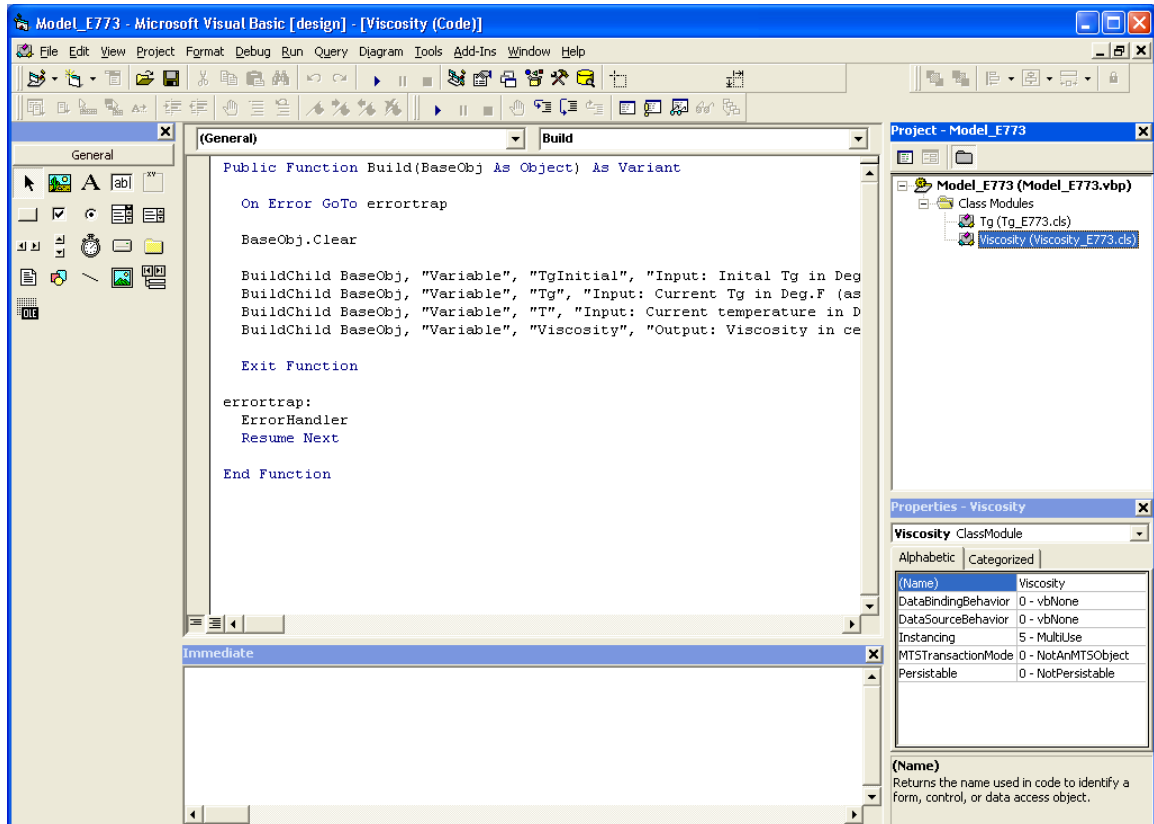 Model_E773 - Microsoft Visual Basic [design] - [Viscosity (Code)]
File Edit View Project Format Debug Run Query Diagram Tools Add-Ins Window Help
General
A
ab|
xv
OLE
(General)
Build
Public Function Build(BaseObj As Object) As Variant
On Error GoTo errortrap
BaseObj.Clear
BuildChild BaseObj, "Variable", "TgInitial", "Input: Inital Tg in Deg
BuildChild BaseObj, "Variable", "Tg", "Input: Current Tg in Deg.F (as
BuildChild BaseObj, "Variable", "T", "Input: Current temperature in D
BuildChild BaseObj, "Variable", "Viscosity", "Output: Viscosity in ce
Exit Function
errortrap:
ErrorHandler
Resume Next
End Function
Immediate
Project - Model_E773
Model_E773 (Model_E773.vbp)
Class Modules
Tg (Tg_E773.cls)
Viscosity (Viscosity_E773.cls)
Properties - Viscosity
Viscosity ClassModule
Alphabetic Categorized
(Name) Viscosity
DataBindingBehavior 0 - vbNone
DataSourceBehavior 0 - vbNone
Instancing 5 - MultiUse
MTSTransactionMode 0 - NotAnMTSObject
Persistable 0 - NotPersistable
(Name)
Returns the name used in code to identify a
form, control, or data access object.